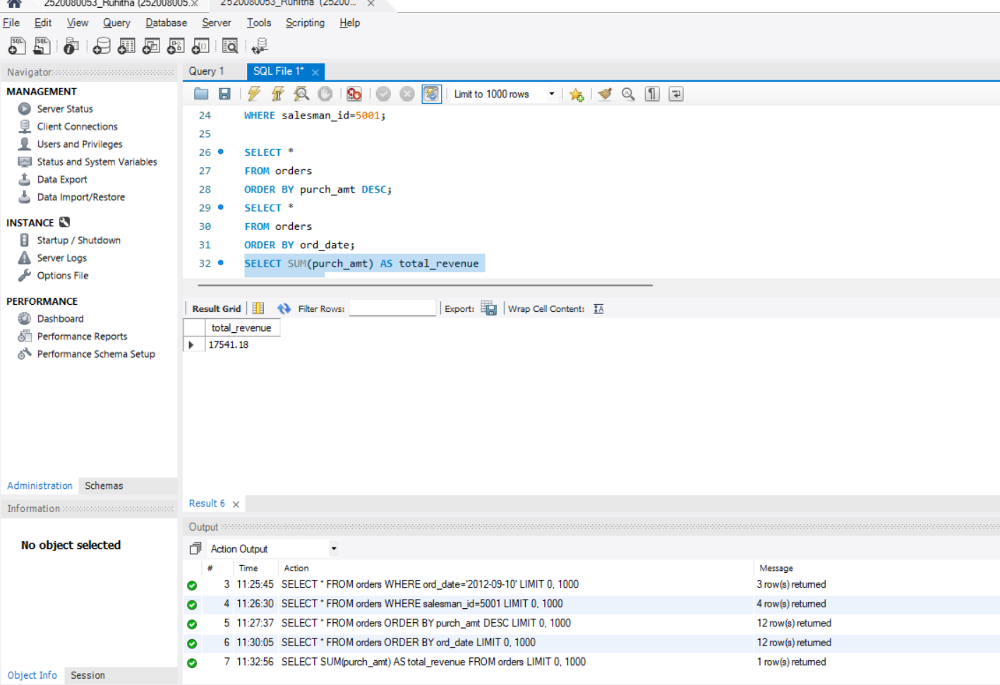 2520080053_Ruhitha (252008005.×
2520080053_Ruhitha (25200... ×
File Edit View Query Database Server Tools Scripting Help
Navigator
Query 1 SQL File 1* ×
MANAGEMENT
Server Status
Client Connections
Users and Privileges
Status and System Variables
Data Export
Data Import/Restore
INSTANCE
Startup / Shutdown
Server Logs
Options File
PERFORMANCE
Dashboard
Performance Reports
Performance Schema Setup
Administration Schemas
Information
No object selected
Object Info Session
Limit to 1000 rows
24 WHERE salesman_id=5001;
25
26 SELECT *
27 FROM orders
28 ORDER BY purch_amt DESC;
29 SELECT *
30 FROM orders
31 ORDER BY ord_date;
32 SELECT SUM(purch_amt) AS total_revenue
Result Grid Filter Rows: Export: Wrap Cell Content: IA
total_revenue
17541.18
Result 6 ×
Output
Action Output
# Time Action Message
3 11:25:45 SELECT * FROM orders WHERE ord_date='2012-09-10' LIMIT 0, 1000 3 row(s) returned
4 11:26:30 SELECT * FROM orders WHERE salesman_id=5001 LIMIT 0, 1000 4 row(s) returned
5 11:27:37 SELECT * FROM orders ORDER BY purch_amt DESC LIMIT 0, 1000 12 row(s) returned
6 11:30:05 SELECT * FROM orders ORDER BY ord_date LIMIT 0, 1000 12 row(s) returned
7 11:32:56 SELECT SUM(purch_amt) AS total_revenue FROM orders LIMIT 0, 1000 1 row(s) returned